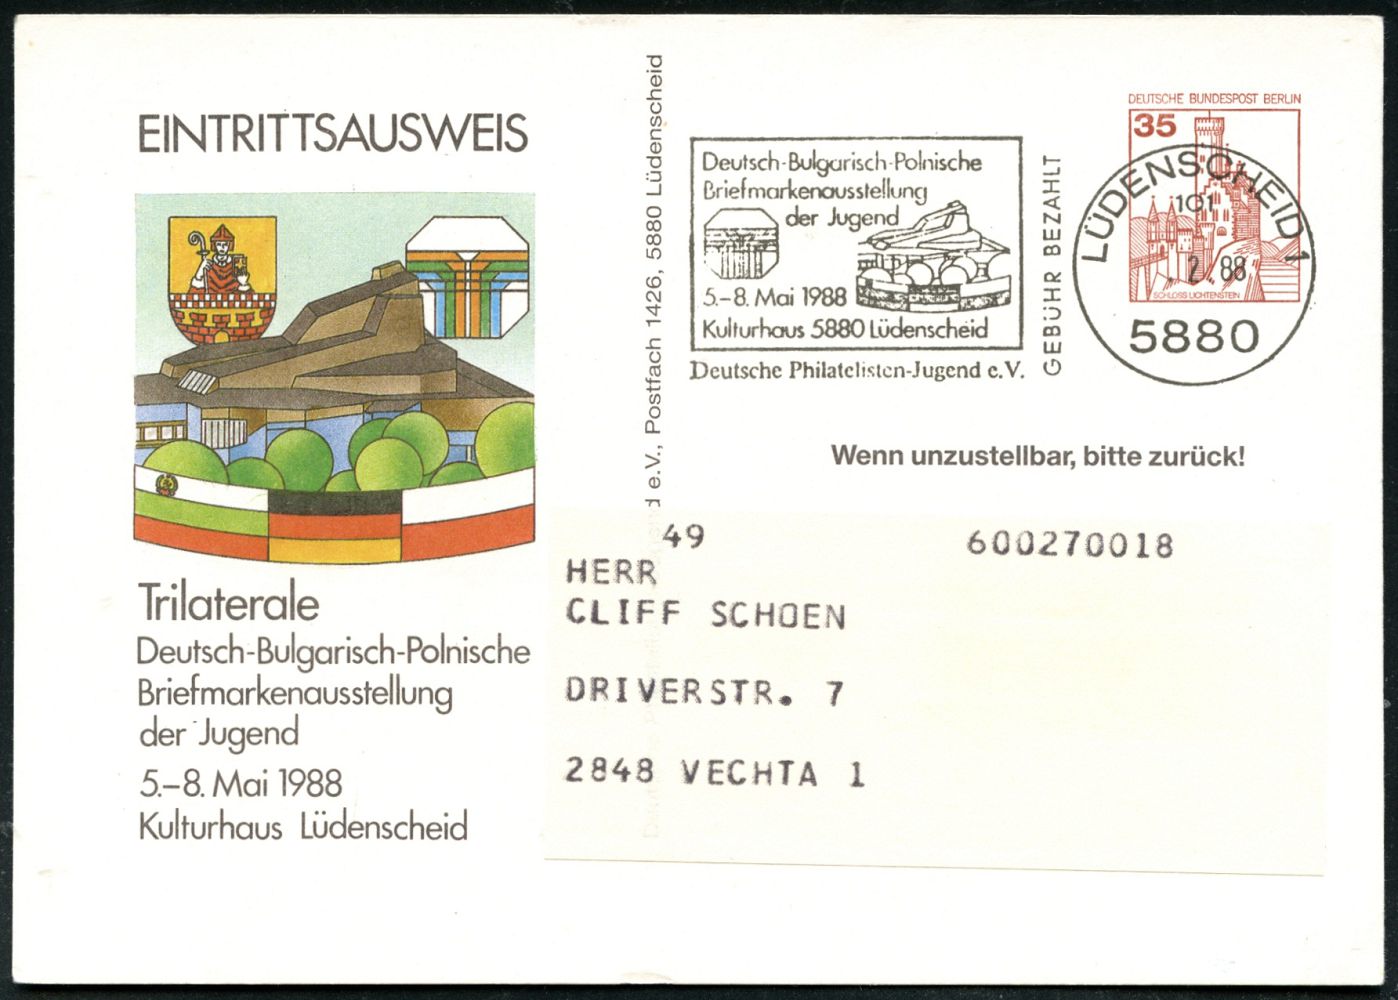 EINTRITTSAUSWEIS
Trilaterale
Deutsch-Bulgarisch-Polnische
Briefmarkenausstellung
der Jugend
5.–8. Mai 1988
Kulturhaus Lüdenscheid
e.V., Postfach 1426, 5880 Lüdenscheid
Deutsch-Bulgarisch-Polnische
Briefmarkenausstellung
der Jugend
5.–8. Mai 1988
Kulturhaus 5880 Lüdenscheid
Deutsche Philatelisten-Jugend e.V.
GEBÜHR BEZAHLT
DEUTSCHE BUNDESPOST BERLIN
35
SCHLOSS LICHTENSTEIN
LÜDENSCHEID 1
101
2. 88
5880
Wenn unzustellbar, bitte zurück!
49 600270018
HERR
CLIFF SCHOEN
DRIVERSTR. 7
2848 VECHTA 1